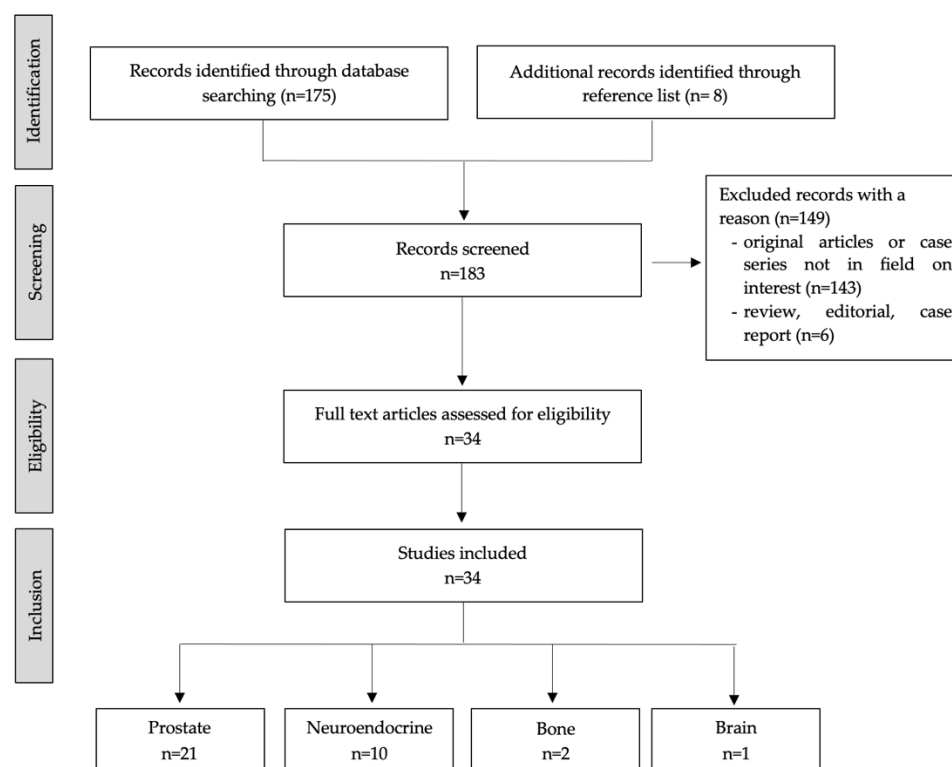 Identification
Records identified through database
searching (n=175)
Additional records identified through
reference list (n= 8)
Screening
Records screened
n=183
Excluded records with a
reason (n=149)
- original articles or case
series not in field on
interest (n=143)
- review, editorial, case
report (n=6)
Eligibility
Full text articles assessed for eligibility
n=34
Inclusion
Studies included
n=34
Prostate
n=21
Neuroendocrine
n=10
Bone
n=2
Brain
n=1